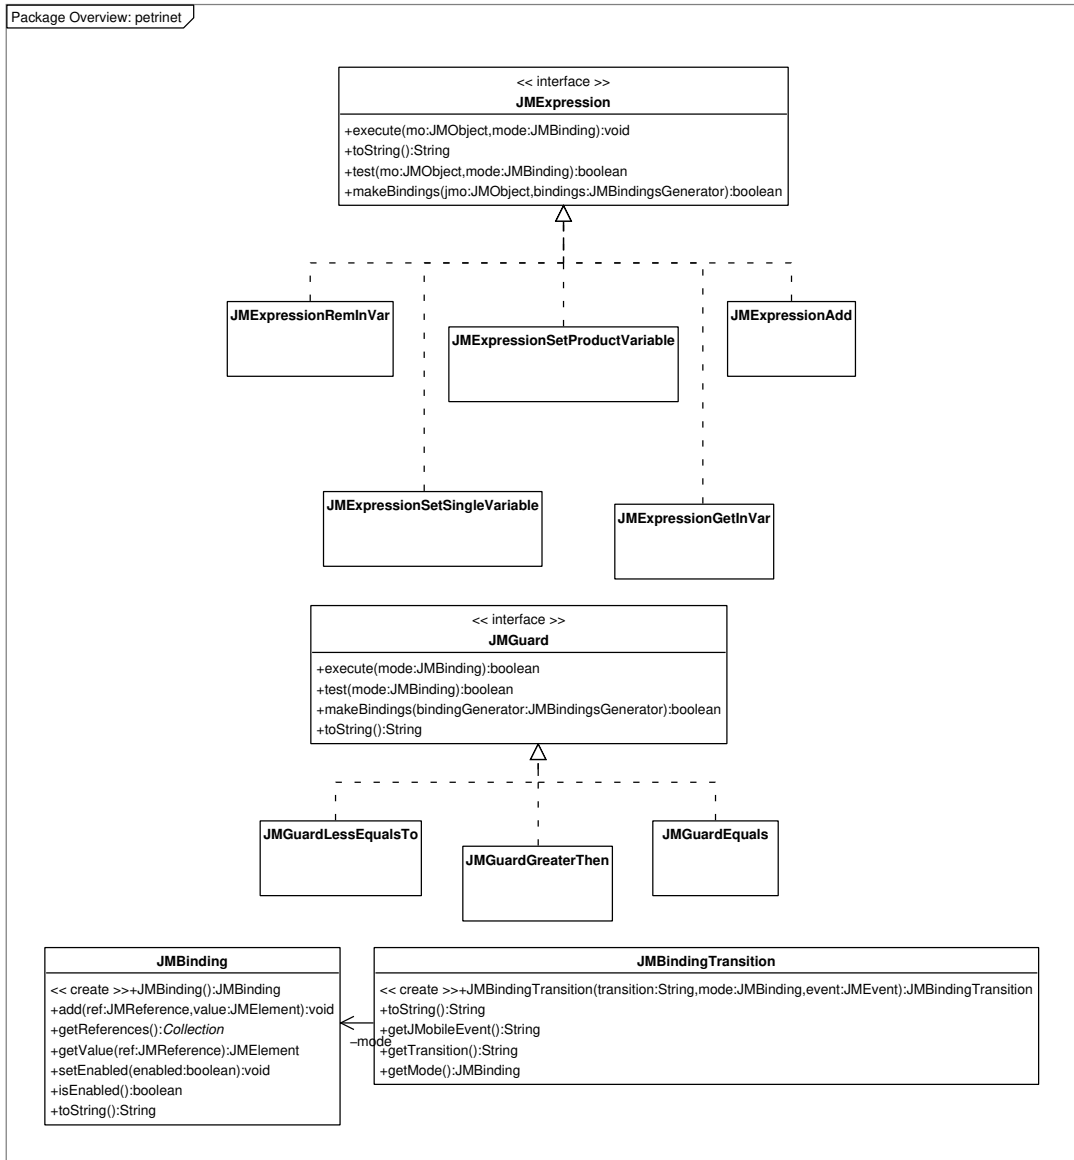 Package Overview: petrinet
<< interface >>
JMExpression
+execute(mo:JMObject,mode:JMBinding):void
+toString():String
+test(mo:JMObject,mode:JMBinding):boolean
+makeBindings(jmo:JMObject,bindings:JMBindingsGenerator):boolean
JMExpressionRemInVar
JMExpressionAdd
JMExpressionSetProductVariable
JMExpressionSetSingleVariable
JMExpressionGetInVar
<< interface >>
JMGuard
+execute(mode:JMBinding):boolean
+test(mode:JMBinding):boolean
+makeBindings(bindingGenerator:JMBindingsGenerator):boolean
+toString():String
JMGuardLessEqualsTo
JMGuardEquals
JMGuardGreaterThen
JMBinding
<< create >>+JMBinding():JMBinding
+add(ref:JMReference,value:JMElement):void
+getReferences():Collection
+getValue(ref:JMReference):JMElement
+setEnabled(enabled:boolean):void
+isEnabled():boolean
+toString():String
−mode
JMBindingTransition
<< create >>+JMBindingTransition(transition:String,mode:JMBinding,event:JMEvent):JMBindingTransition
+toString():String
+getJMobileEvent():String
+getTransition():String
+getMode():JMBinding